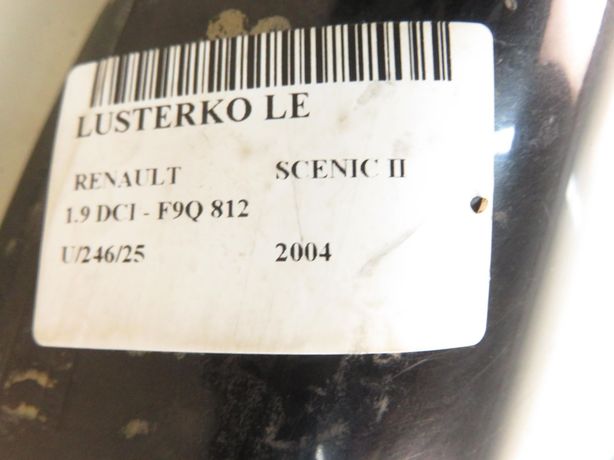 LUSTERKO LE
RENAULT SCENIC II
1.9 DCI - F9Q 812
U/246/25 2004